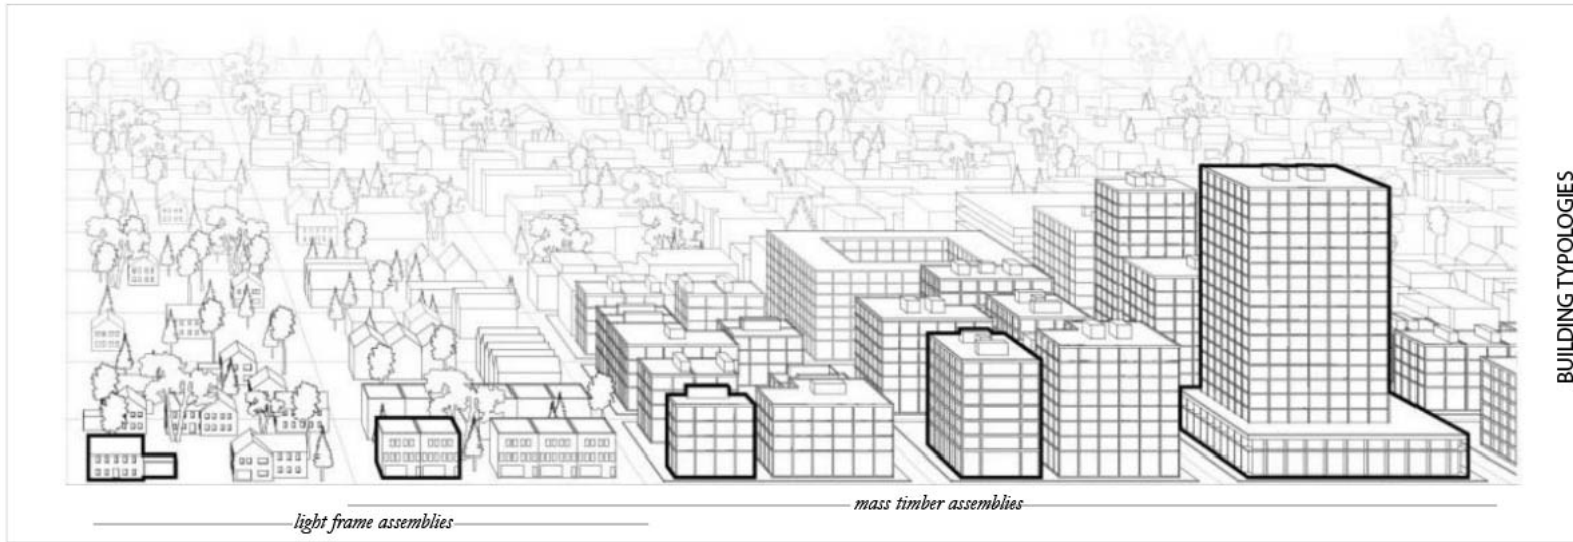 BUILDING TYPOLOGIES
mass timber assemblies
light frame assemblies